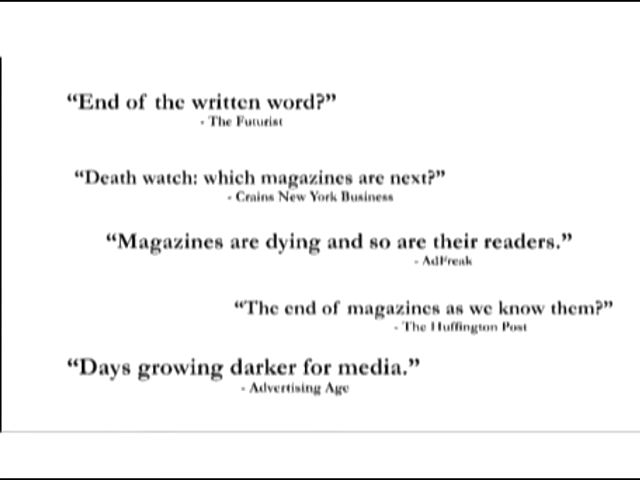 “End of the written word?”
- The Futurist
“Death watch: which magazines are next?”
- Crains New York Business
“Magazines are dying and so are their readers.”
- AdFreak
“The end of magazines as we know them?”
- The Huffington Post
“Days growing darker for media.”
- Advertising Age